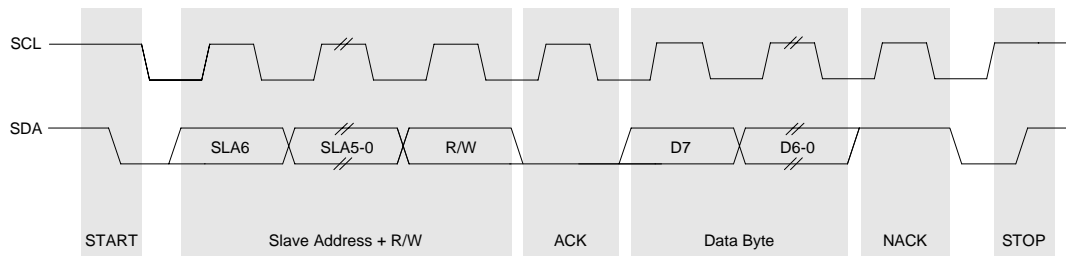 SCL
SDA
SLA6 SLA5-0 R/W D7 D6-0
START Slave Address + R/W ACK Data Byte NACK STOP